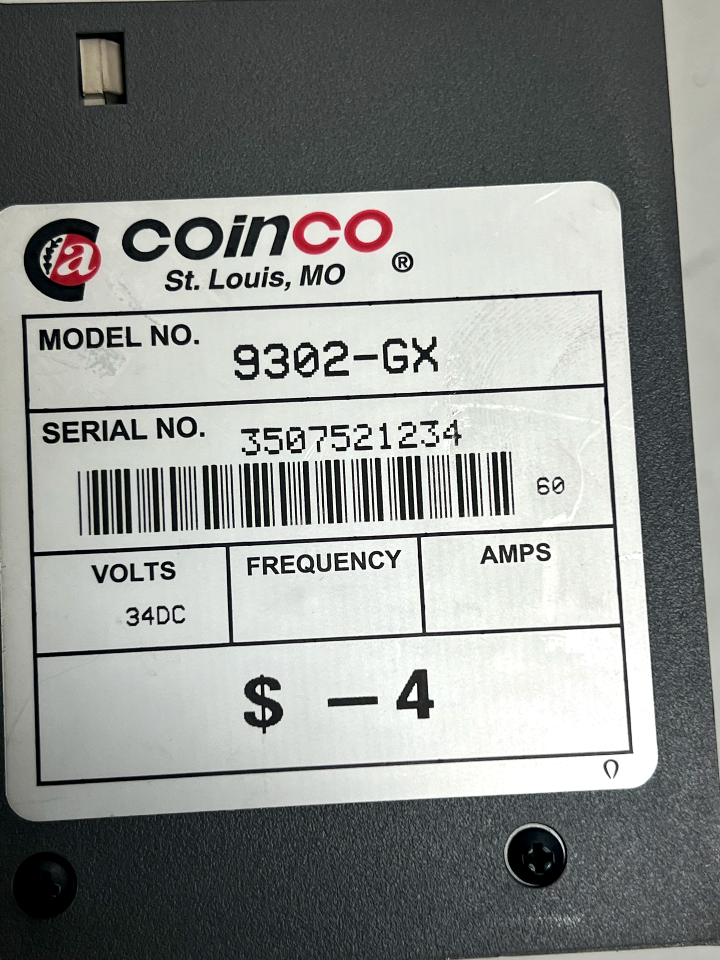 a coinco ®
St. Louis, MO
MODEL NO. 9302-GX
SERIAL NO. 3507521234
60
VOLTS FREQUENCY AMPS
34DC
$ -4